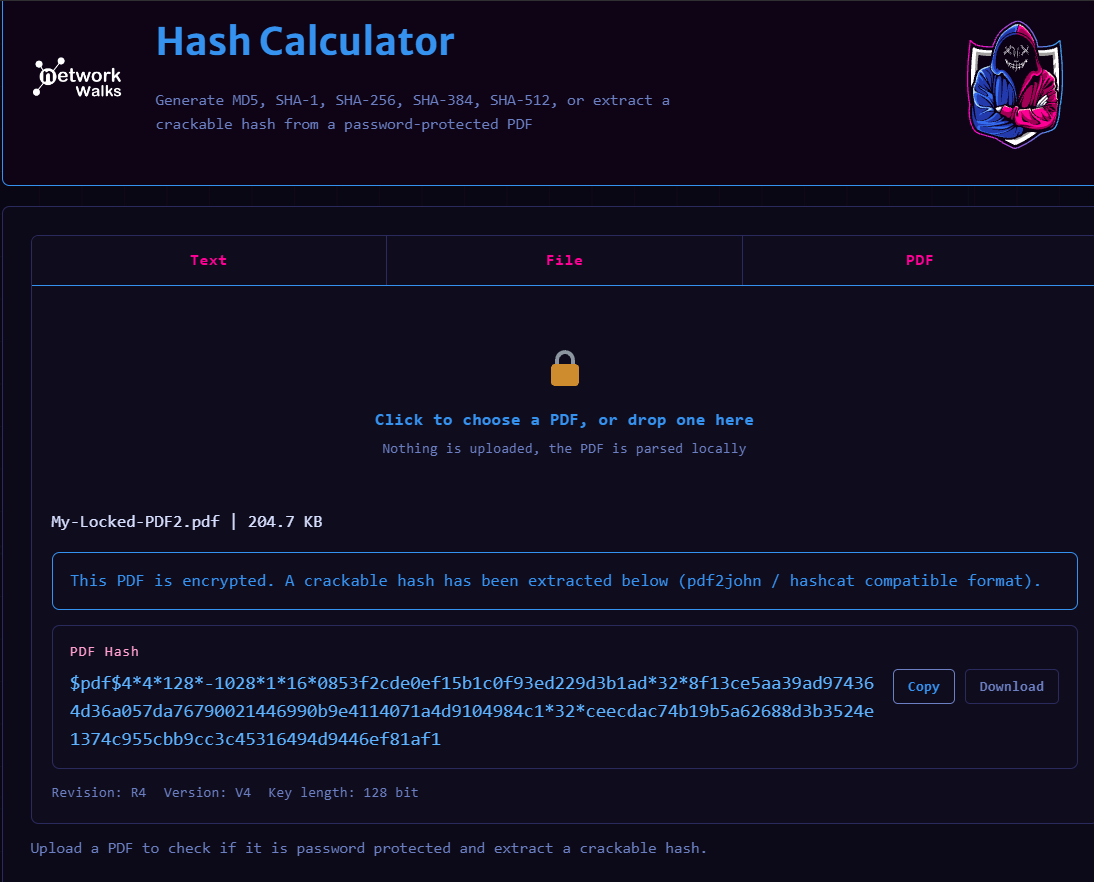 network
Walks
Hash Calculator
Generate MD5, SHA-1, SHA-256, SHA-384, SHA-512, or extract a
crackable hash from a password-protected PDF
Text
File
PDF
Click to choose a PDF, or drop one here
Nothing is uploaded, the PDF is parsed locally
My-Locked-PDF2.pdf | 204.7 KB
This PDF is encrypted. A crackable hash has been extracted below (pdf2john / hashcat compatible format).
PDF Hash
$pdf$4*4*128*-1028*1*16*0853f2cde0ef15b1c0f93ed229d3b1ad*32*8f13ce5aa39ad97436
4d36a057da76790021446990b9e4114071a4d9104984c1*32*ceecdac74b19b5a62688d3b3524e
1374c955cbb9cc3c45316494d9446ef81af1
Copy
Download
Revision: R4 Version: V4 Key length: 128 bit
Upload a PDF to check if it is password protected and extract a crackable hash.